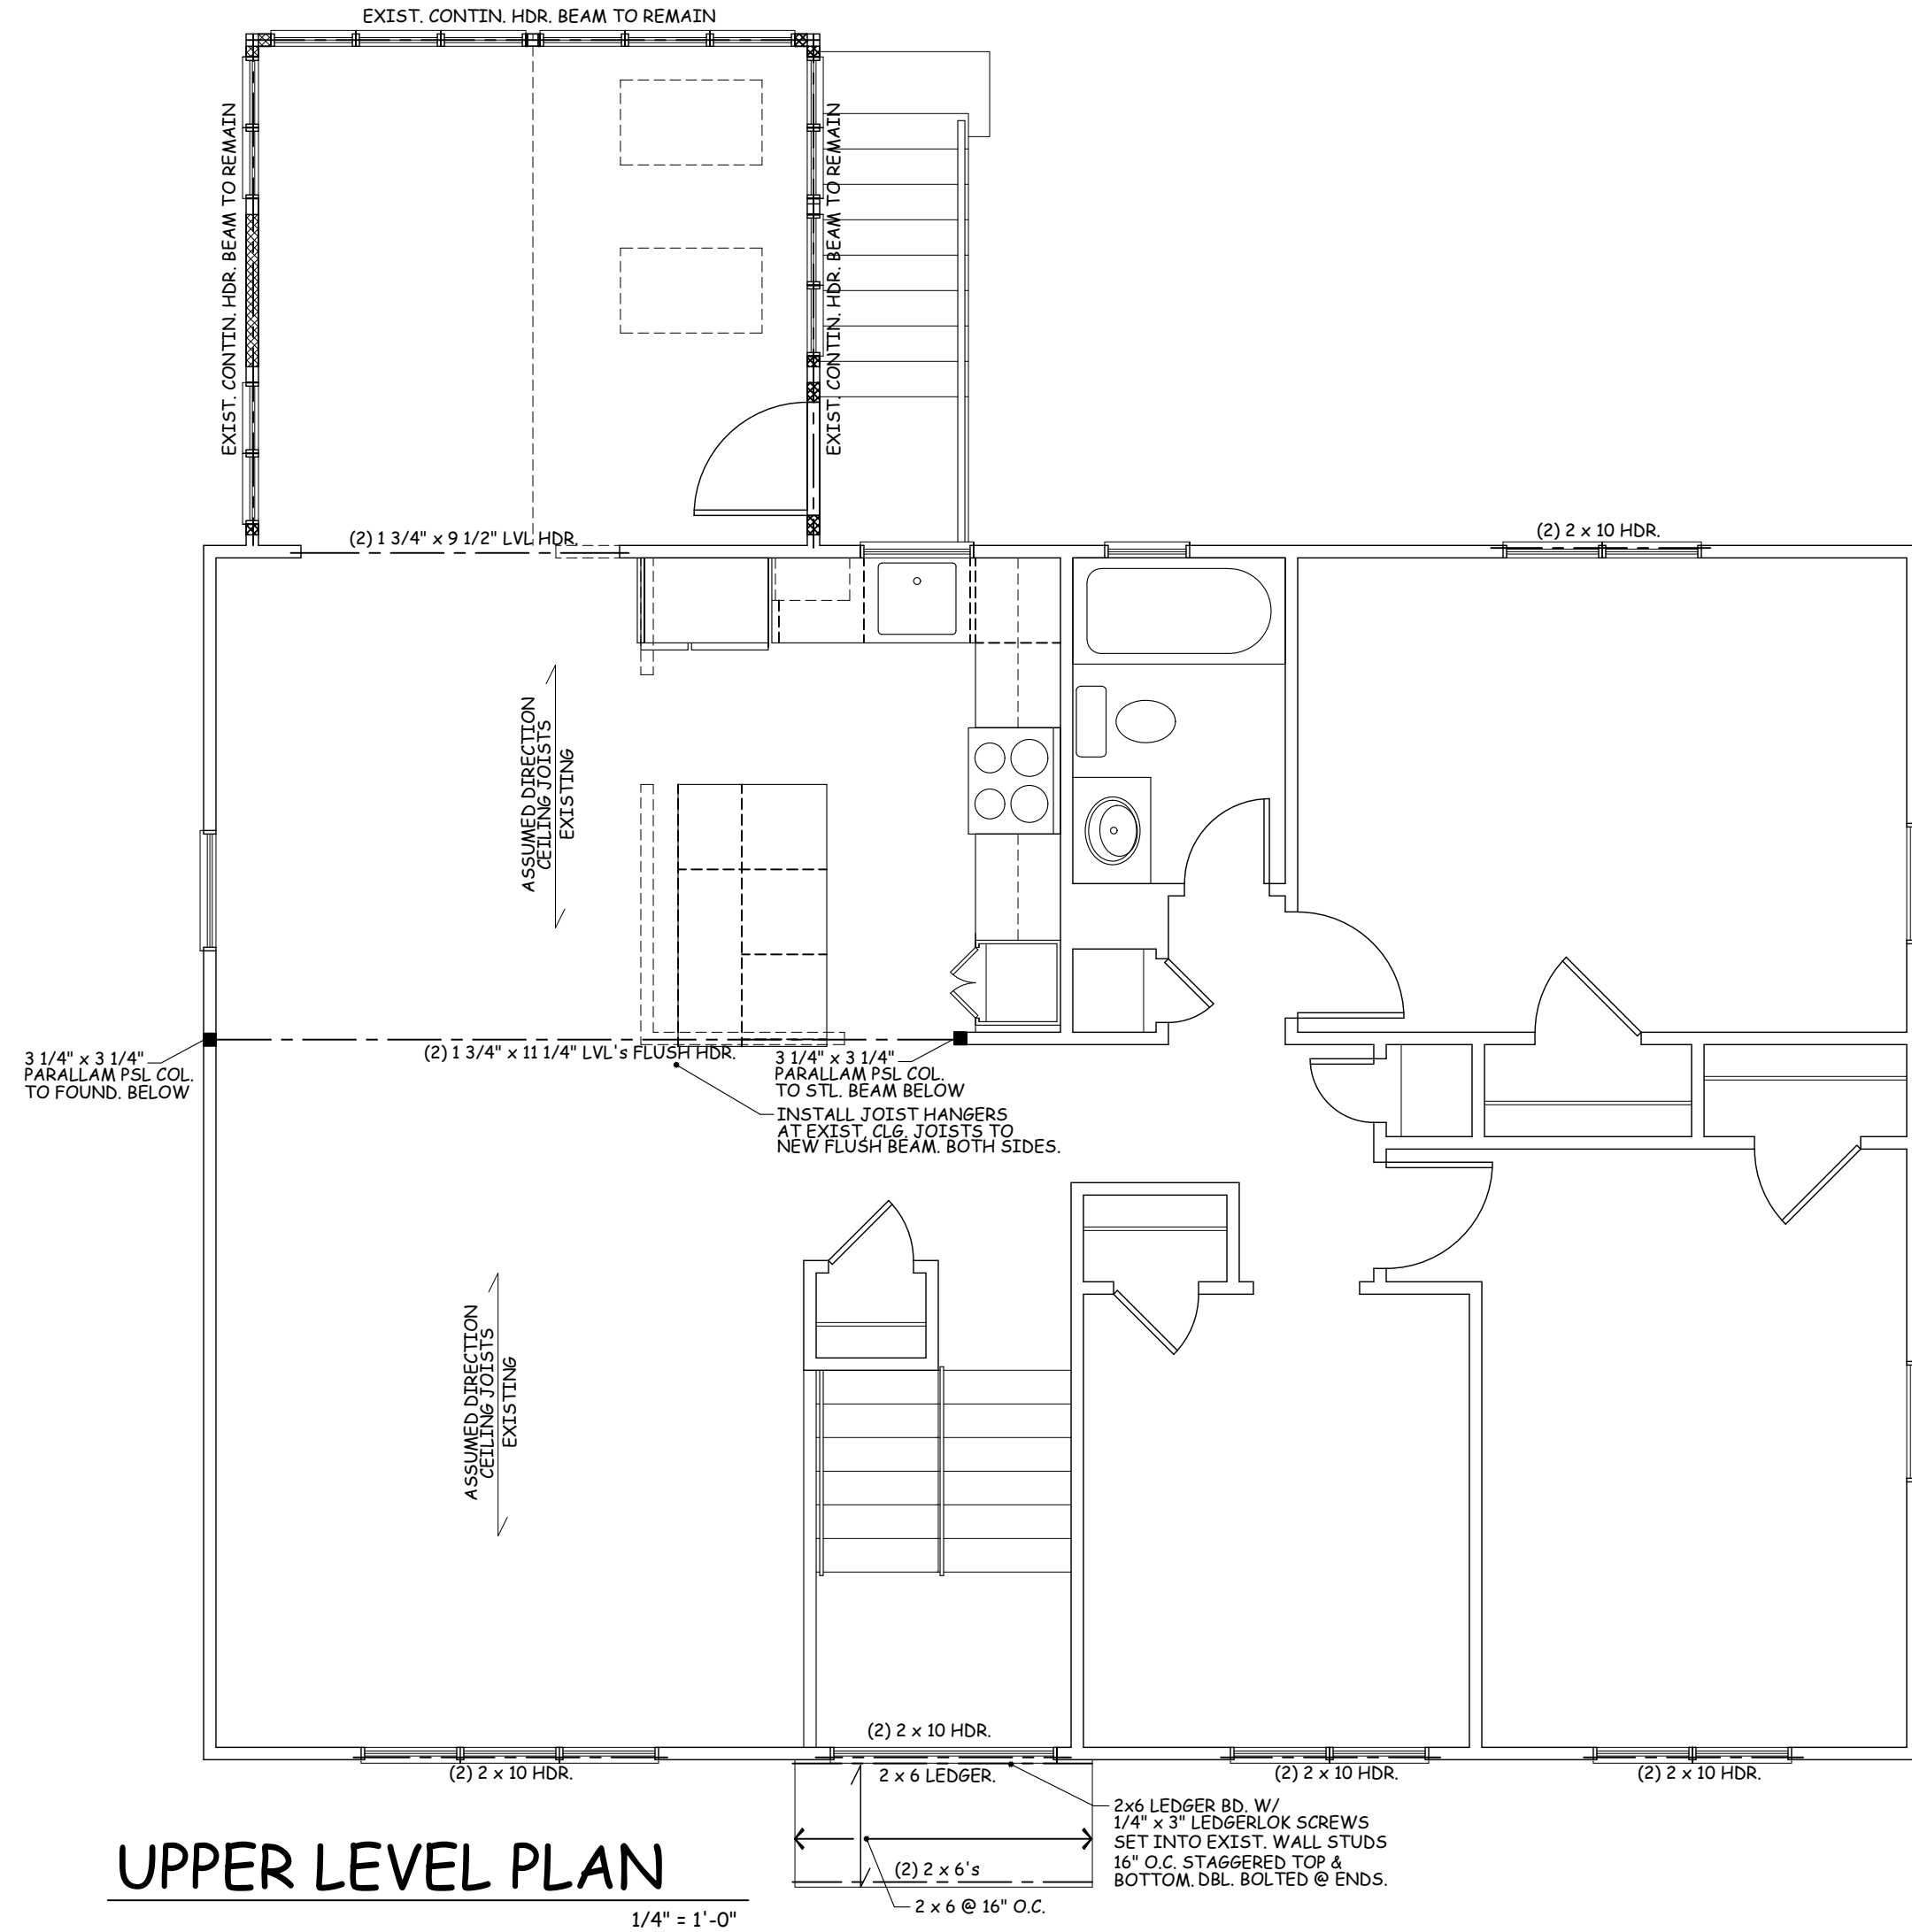 EXIST. CONTIN. HDR. BEAM TO REMAIN
EXIST. CONTIN. HDR. BEAM TO REMAIN
EXIST. CONTIN. HDR. BEAM TO REMAIN
(2) 1 3/4" x 9 1/2" LVL HDR.
(2) 2 x 10 HDR.
ASSUMED DIRECTION
CEILING JOISTS
EXISTING
3 1/4" x 3 1/4"
PARALLAM PSL COL.
TO FOUND. BELOW
(2) 1 3/4" x 11 1/4" LVL's FLUSH HDR.
3 1/4" x 3 1/4"
PARALLAM PSL COL.
TO STL. BEAM BELOW
INSTALL JOIST HANGERS
AT EXIST. CLG. JOISTS TO
NEW FLUSH BEAM. BOTH SIDES.
ASSUMED DIRECTION
CEILING JOISTS
EXISTING
(2) 2 x 10 HDR.
(2) 2 x 10 HDR.
2 x 6 LEDGER.
(2) 2 x 10 HDR.
(2) 2 x 10 HDR.
2x6 LEDGER BD. W/
1/4" x 3" LEDGERLOK SCREWS
SET INTO EXIST. WALL STUDS
16" O.C. STAGGERED TOP &
BOTTOM. DBL. BOLTED @ ENDS.
(2) 2 x 6's
2 x 6 @ 16" O.C.
UPPER LEVEL PLAN
1/4" = 1'-0"